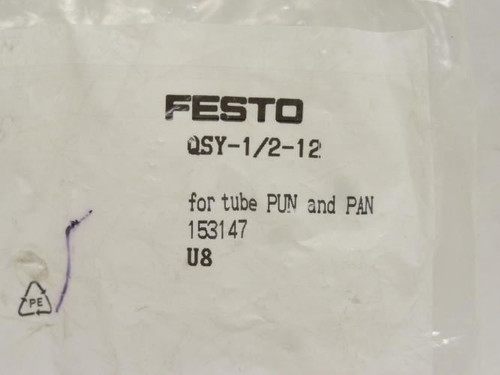 FESTO
QSY-1/2-12
for tube PUN and PAN
153147
U8
PE